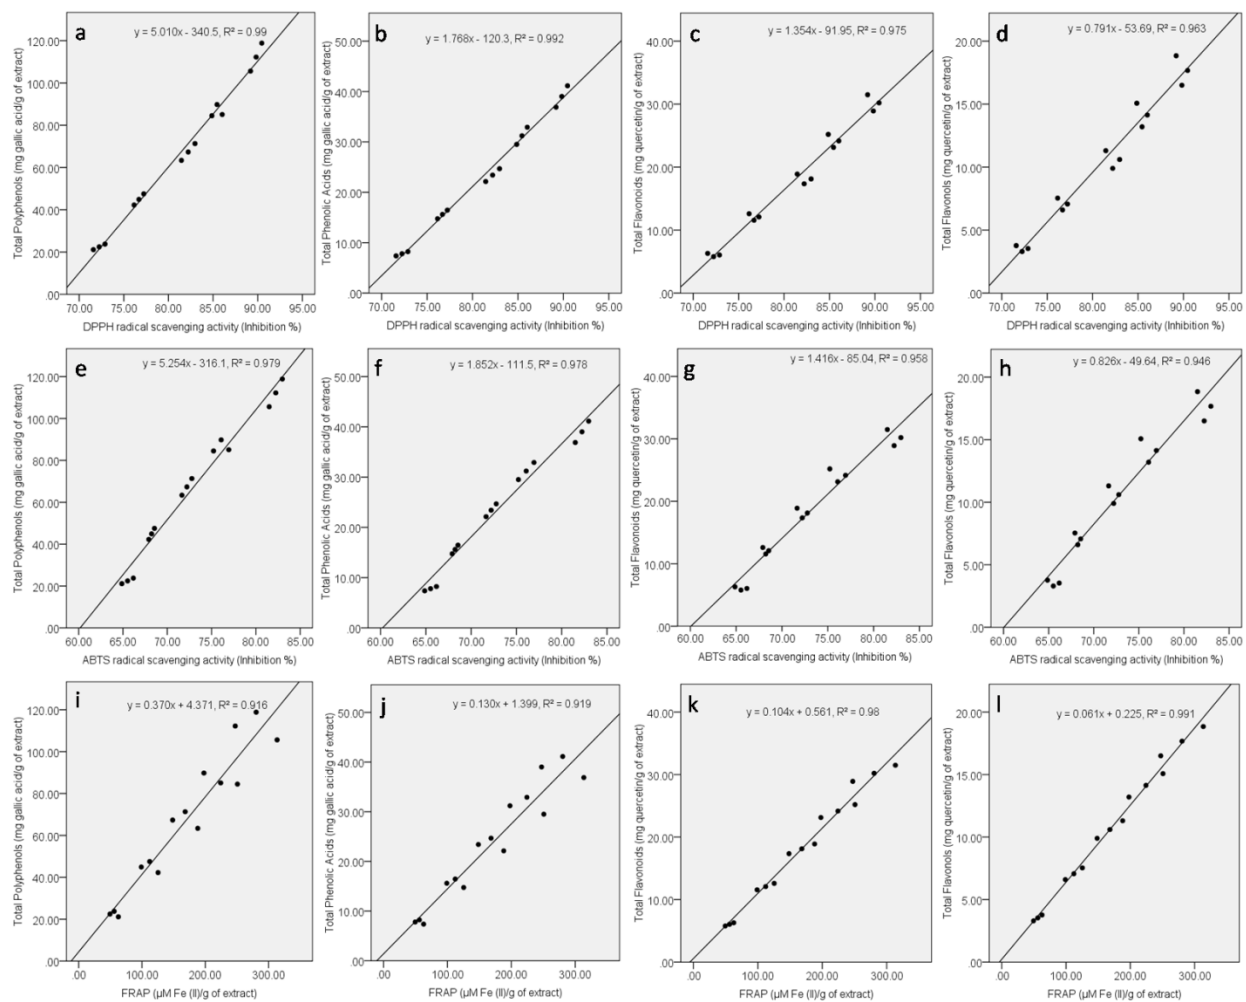 a
y = 5.010x - 340.5, R² = 0.99
Total Polyphenols (mg gallic acid/g of extract)
120.00
100.00
80.00
60.00
40.00
20.00
.00
70.00 75.00 80.00 85.00 90.00 95.00
DPPH radical scavenging activity (Inhibition %)
b
y = 1.768x - 120.3, R² = 0.992
Total Phenolic Acids (mg gallic acid/g of extract)
50.00
40.00
30.00
20.00
10.00
.00
70.00 75.00 80.00 85.00 90.00 95.00
DPPH radical scavenging activity (Inhibition %)
c
y = 1.354x - 91.95, R² = 0.975
Total Flavonoids (mg quercetin/g of extract)
40.00
30.00
20.00
10.00
.00
70.00 75.00 80.00 85.00 90.00 95.00
DPPH radical scavenging activity (Inhibition %)
d
y = 0.791x - 53.69, R² = 0.963
Total Flavonols (mg quercetin/g of extract)
20.00
15.00
10.00
5.00
.00
70.00 75.00 80.00 85.00 90.00 95.00
DPPH radical scavenging activity (Inhibition %)
e
y = 5.254x - 316.1, R² = 0.979
Total Polyphenols (mg gallic acid/g of extract)
120.00
100.00
80.00
60.00
40.00
20.00
.00
60.00 65.00 70.00 75.00 80.00 85.00
ABTS radical scavenging activity (Inhibition %)
f
y = 1.852x - 111.5, R² = 0.978
Total Phenolic Acids (mg gallic acid/g of extract)
50.00
40.00
30.00
20.00
10.00
.00
60.00 65.00 70.00 75.00 80.00 85.00
ABTS radical scavenging activity (Inhibition %)
g
y = 1.416x - 85.04, R² = 0.958
Total Flavonoids (mg quercetin/g of extract)
40.00
30.00
20.00
10.00
.00
60.00 65.00 70.00 75.00 80.00 85.00
ABTS radical scavenging activity (Inhibition %)
h
y = 0.826x - 49.64, R² = 0.946
Total Flavonols (mg quercetin/g of extract)
20.00
15.00
10.00
5.00
.00
60.00 65.00 70.00 75.00 80.00 85.00
ABTS radical scavenging activity (Inhibition %)
i
y = 0.370x + 4.371, R² = 0.916
Total Polyphenols (mg gallic acid/g of extract)
120.00
100.00
80.00
60.00
40.00
20.00
.00
.00 100.00 200.00 300.00
FRAP (µM Fe (II)/g of extract)
j
y = 0.130x + 1.399, R² = 0.919
Total Phenolic Acids (mg gallic acid/g of extract)
50.00
40.00
30.00
20.00
10.00
.00
.00 100.00 200.00 300.00
FRAP (µM Fe (II)/g of extract)
k
y = 0.104x + 0.561, R² = 0.98
Total Flavonoids (mg quercetin/g of extract)
40.00
30.00
20.00
10.00
.00
.00 100.00 200.00 300.00
FRAP (µM Fe (II)/g of extract)
l
y = 0.061x + 0.225, R² = 0.991
Total Flavonols (mg quercetin/g of extract)
20.00
15.00
10.00
5.00
.00
.00 100.00 200.00 300.00
FRAP (µM Fe (II)/g of extract)